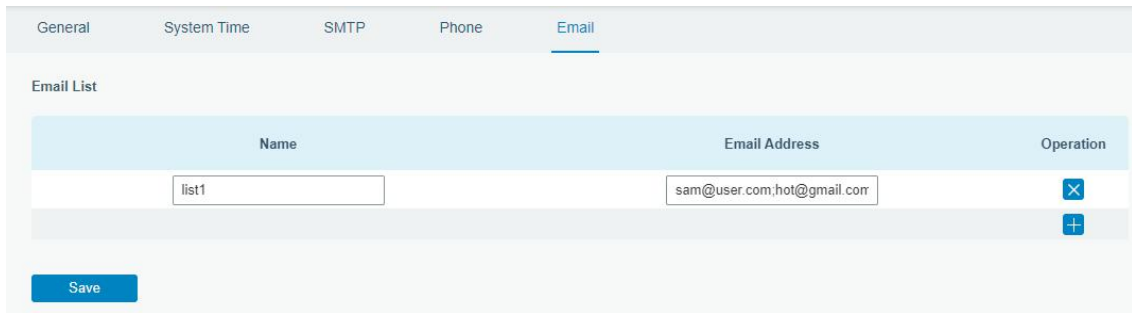 General System Time SMTP Phone Email
Email List
Name Email Address Operation
list1 sam@user.com;hot@gmail.com
Save